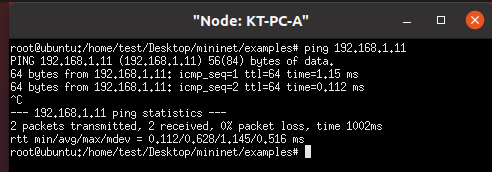 "Node: KT-PC-A"
root@ubuntu:/home/test/Desktop/mininet/examples# ping 192.168.1.11
PING 192.168.1.11 (192.168.1.11) 56(84) bytes of data.
64 bytes from 192.168.1.11: icmp_seq=1 ttl=64 time=1.15 ms
64 bytes from 192.168.1.11: icmp_seq=2 ttl=64 time=0.112 ms
^C
--- 192.168.1.11 ping statistics ---
2 packets transmitted, 2 received, 0% packet loss, time 1002ms
rtt min/avg/max/mdev = 0.112/0.628/1.145/0.516 ms
root@ubuntu:/home/test/Desktop/mininet/examples#